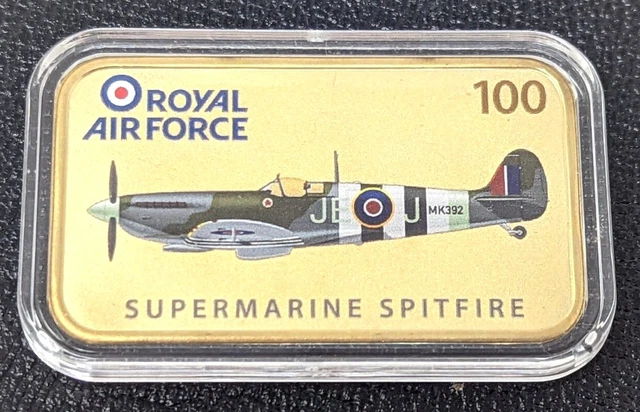 ROYAL
AIR FORCE
100
JE J MK392
SUPERMARINE SPITFIRE